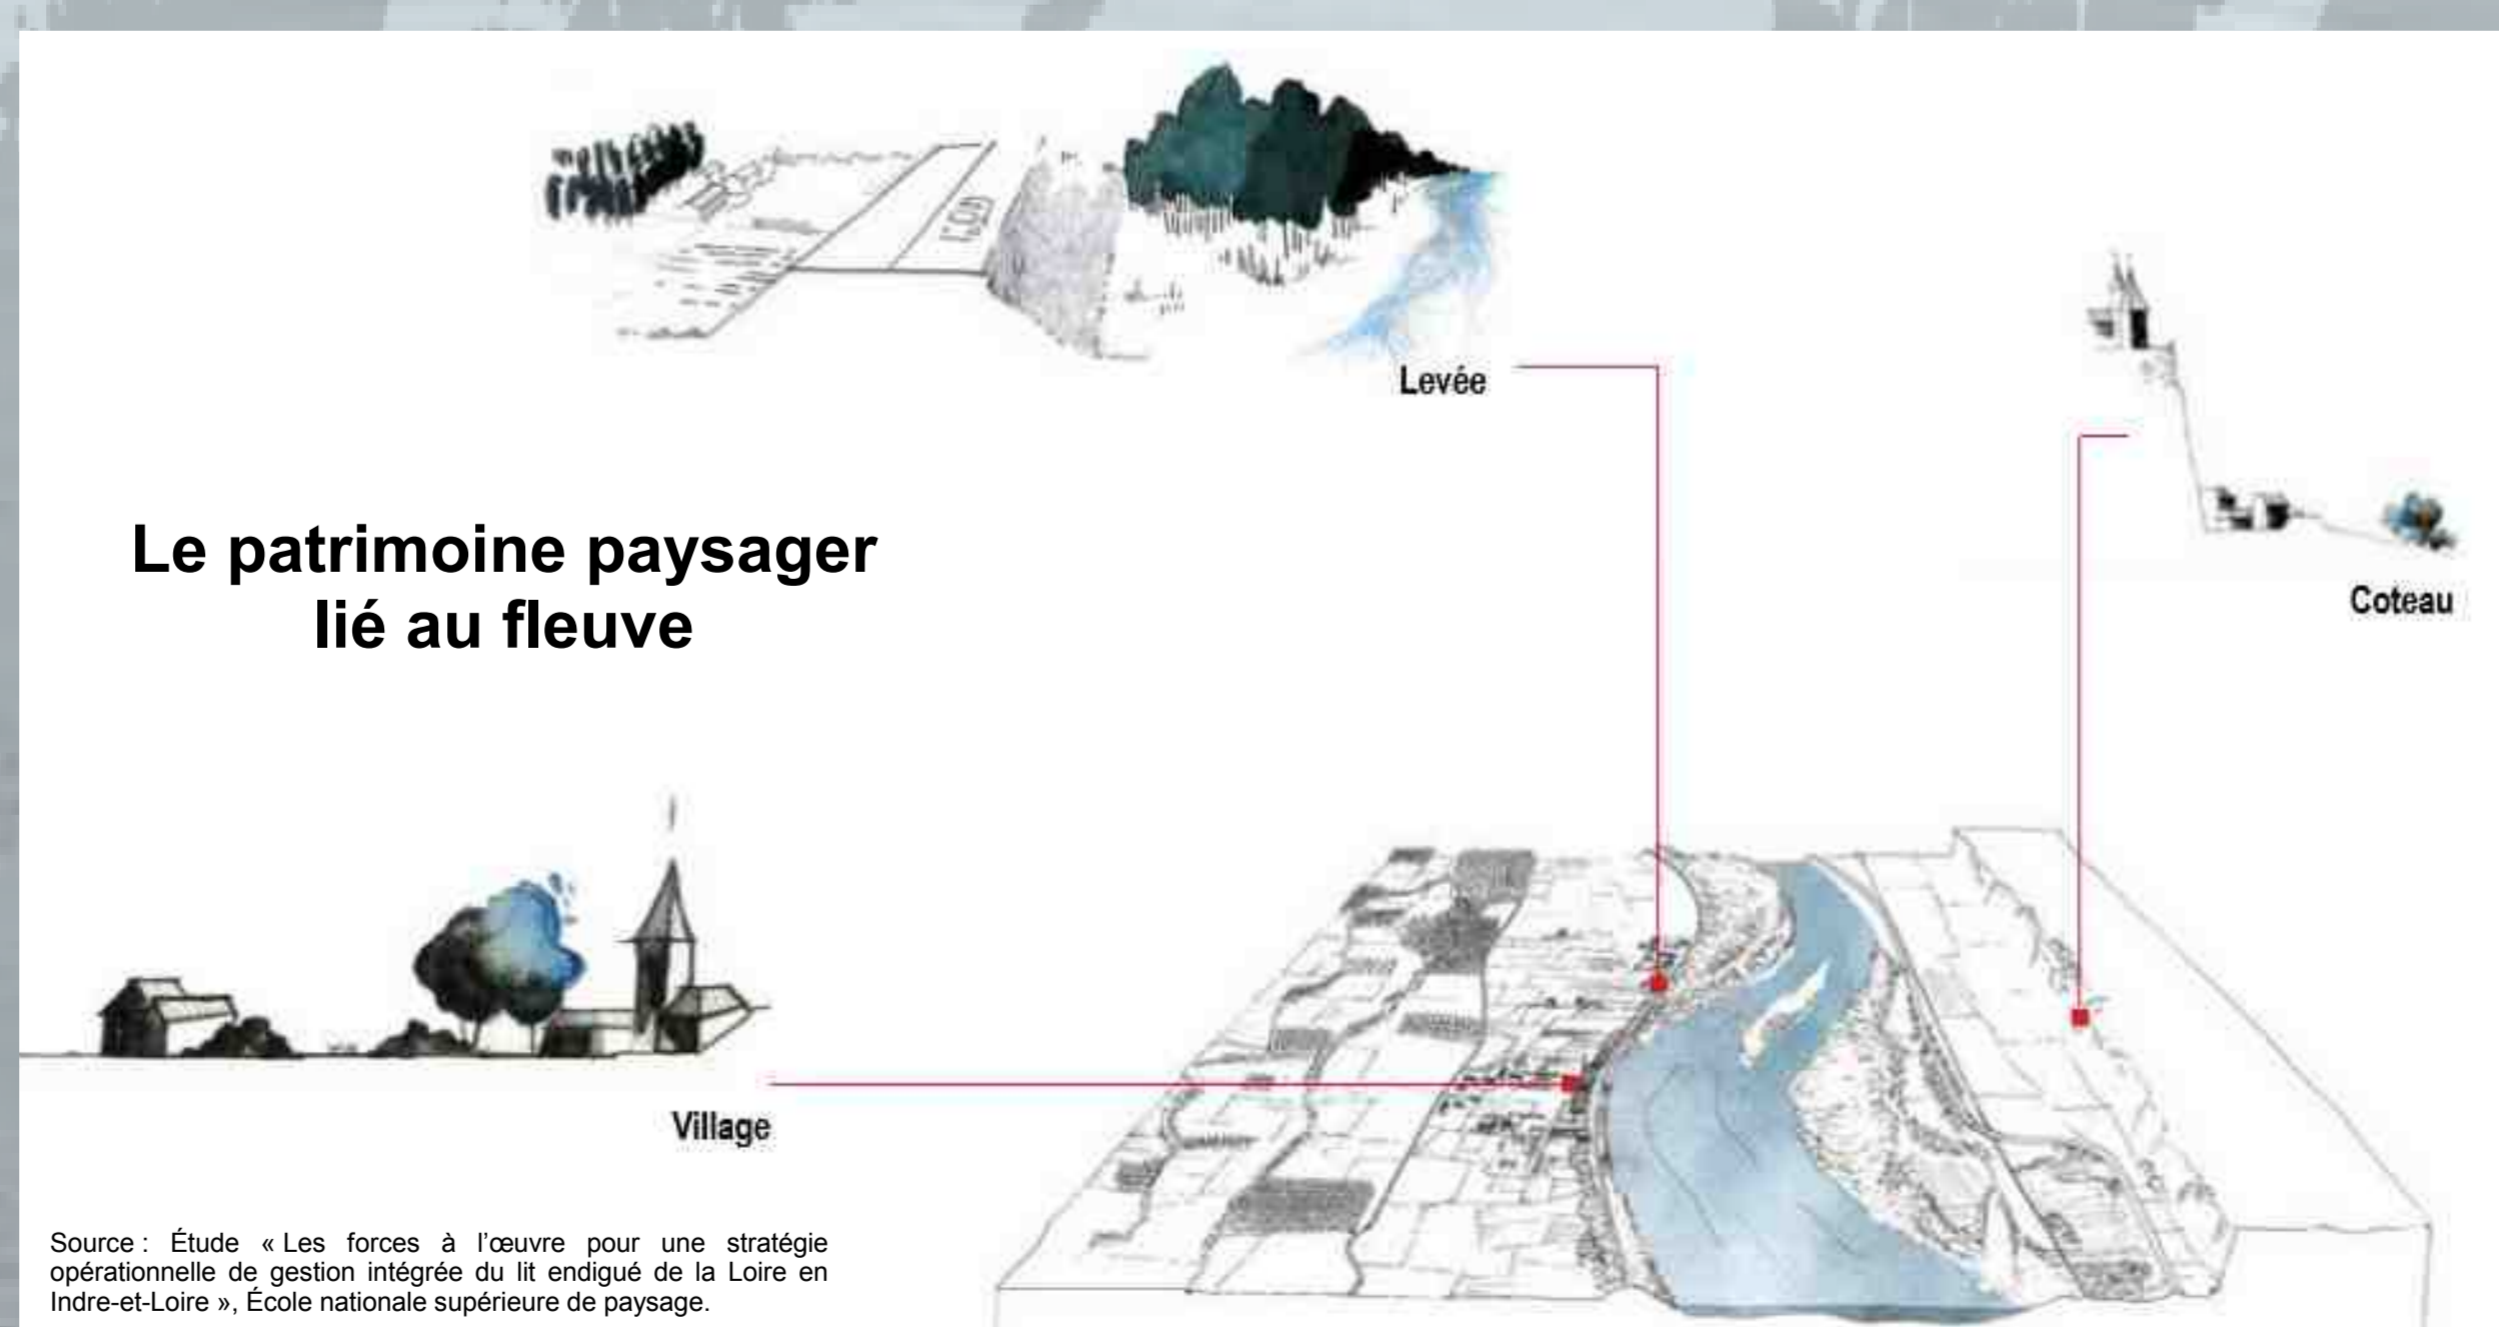 Levée
Coteau
Le patrimoine paysager
lié au fleuve
Village
Source : Étude « Les forces à l’œuvre pour une stratégie
opérationnelle de gestion intégrée du lit endigué de la Loire en
Indre-et-Loire », École nationale supérieure de paysage.